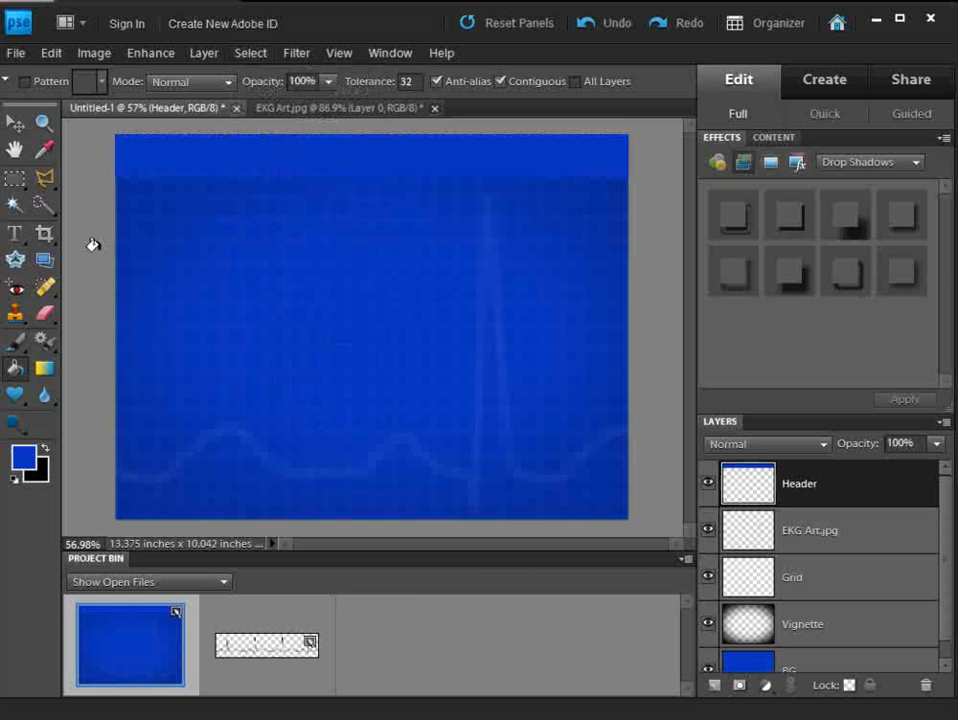 pse Sign In Create New Adobe ID Reset Panels Undo Redo Organizer
File Edit Image Enhance Layer Select Filter View Window Help
Pattern Mode: Normal Opacity: 100% Tolerance: 32 Anti-alias Contiguous All Layers
Edit Create Share
Untitled-1 @ 57% (Header, RGB/8) * EKG Art.jpg @ 86.9% (Layer 0, RGB/8) *
Full Quick Guided
EFFECTS CONTENT
Drop Shadows
Apply
LAYERS
Normal Opacity: 100%
Header
EKG Art.jpg
Grid
Vignette
BG
56.98% 13.375 inches x 10.042 inches ...
PROJECT BIN
Show Open Files
Lock: